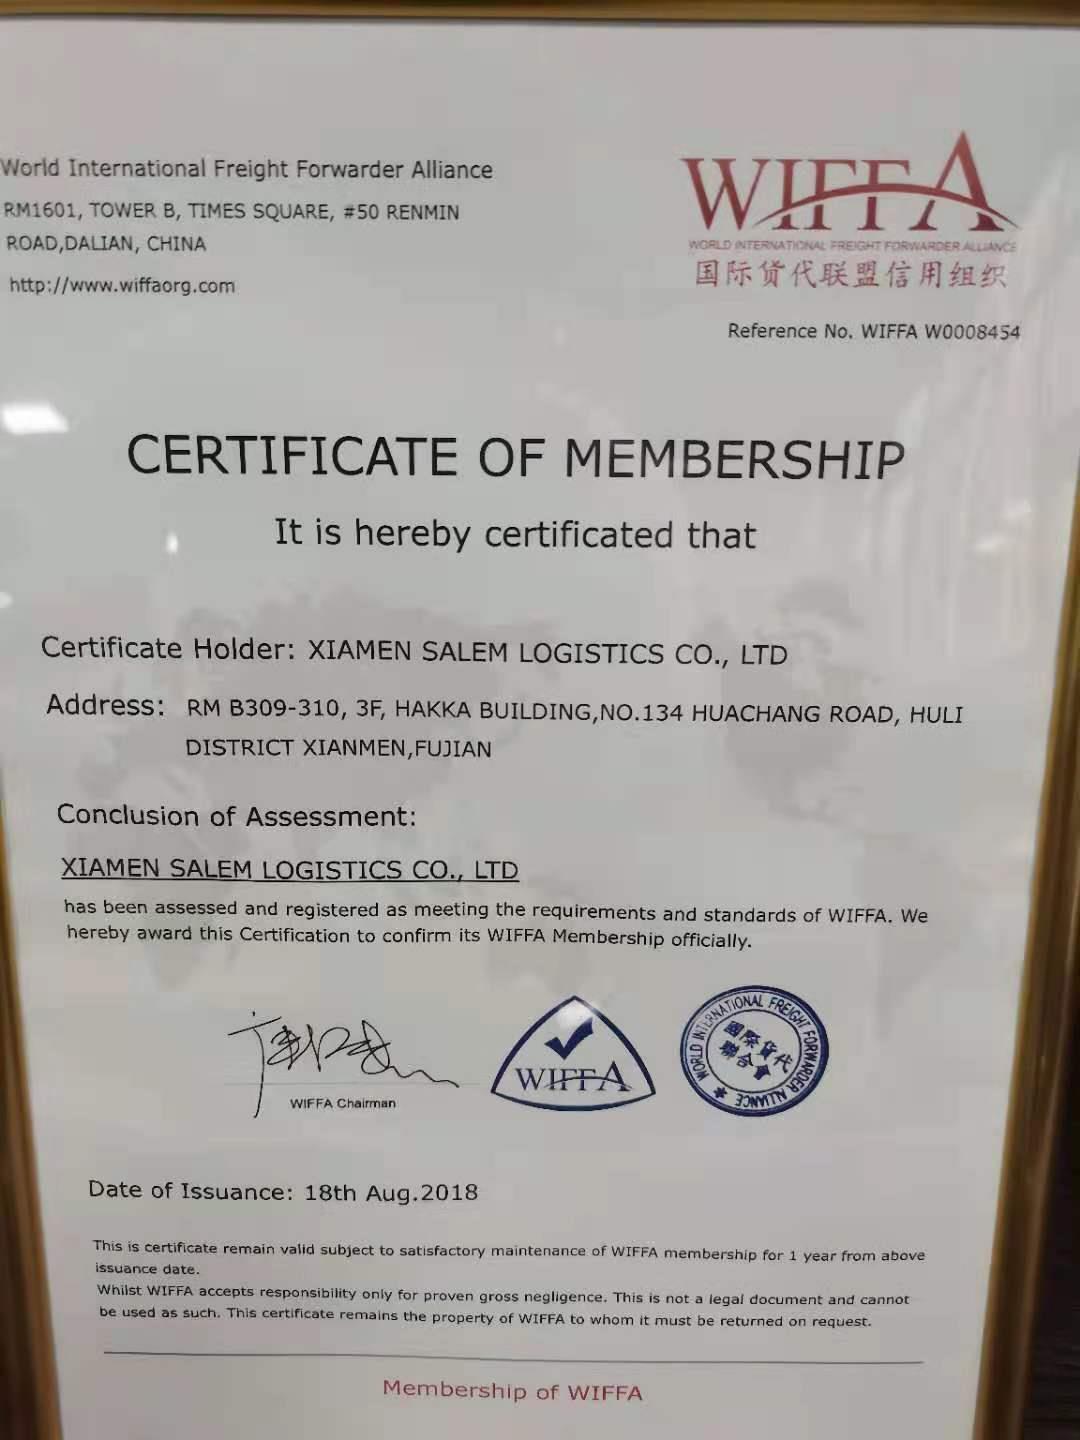 World International Freight Forwarder Alliance
RM1601, TOWER B, TIMES SQUARE, #50 RENMIN
ROAD,DALIAN, CHINA
http://www.wiffaorg.com
WIFFA
WORLD INTERNATIONAL FREIGHT FORWARDER ALLIANCE
国际货代联盟信用组织
Reference No. WIFFA W0008454
CERTIFICATE OF MEMBERSHIP
It is hereby certificated that
Certificate Holder: XIAMEN SALEM LOGISTICS CO., LTD
Address: RM B309-310, 3F, HAKKA BUILDING,NO.134 HUACHANG ROAD, HULI
DISTRICT XIANMEN,FUJIAN
Conclusion of Assessment:
XIAMEN SALEM LOGISTICS CO., LTD
has been assessed and registered as meeting the requirements and standards of WIFFA. We
hereby award this Certification to confirm its WIFFA Membership officially.
WIFFA Chairman
WIFFA
WORLD INTERNATIONAL FREIGHT FORWARDER ALLIANCE
國際貨代
聯合會
Date of Issuance: 18th Aug.2018
This is certificate remain valid subject to satisfactory maintenance of WIFFA membership for 1 year from above
issuance date.
Whilst WIFFA accepts responsibility only for proven gross negligence. This is not a legal document and cannot
be used as such. This certificate remains the property of WIFFA to whom it must be returned on request.
Membership of WIFFA